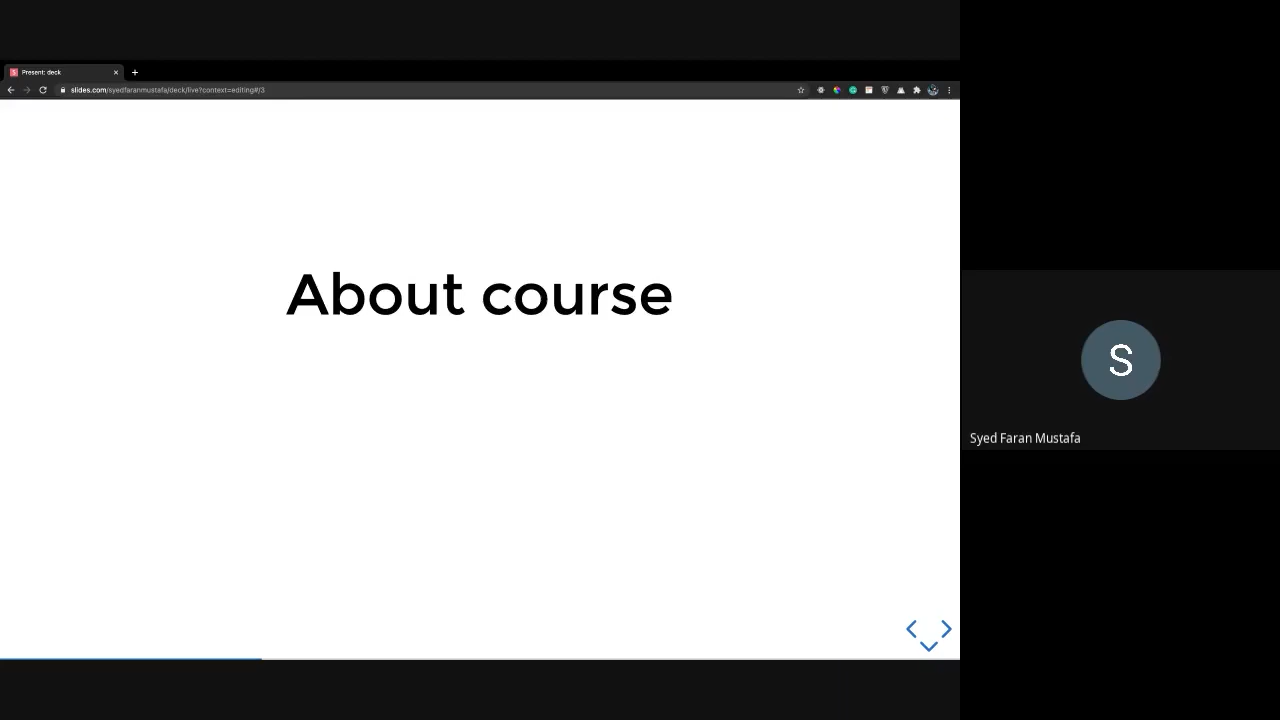 Present: deck
slides.com/syedfaranmustafa/deck/live?context=editing#/3
About course
S
Syed Faran Mustafa